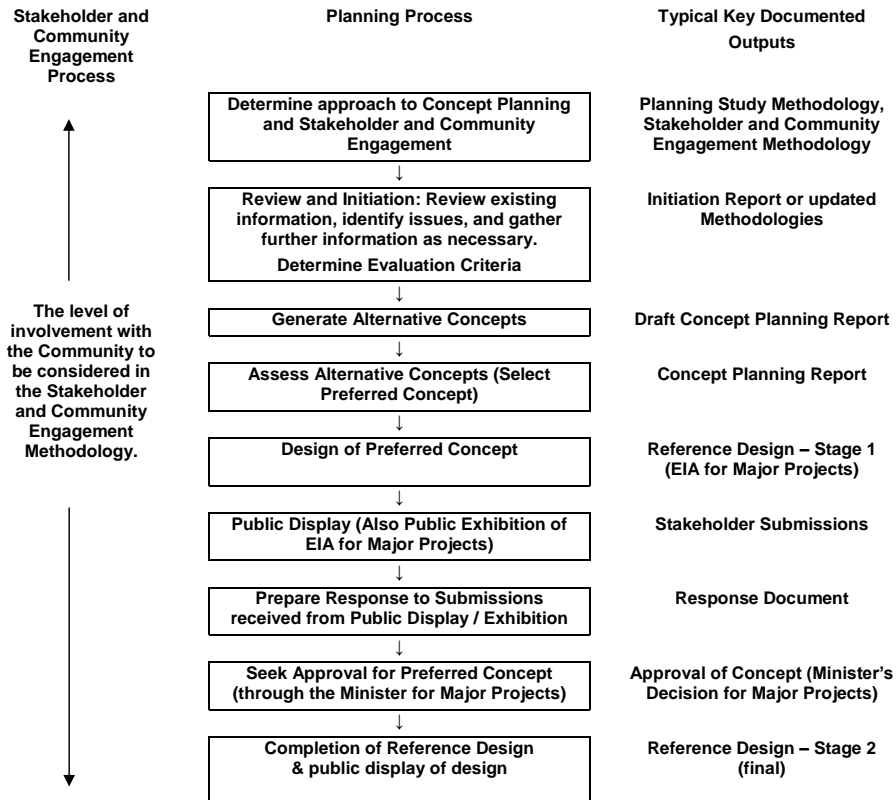 Stakeholder and
Community
Engagement
Process
Planning Process
Typical Key Documented
Outputs
Determine approach to Concept Planning
and Stakeholder and Community
Engagement
Planning Study Methodology,
Stakeholder and Community
Engagement Methodology
↓
Review and Initiation: Review existing
information, identify issues, and gather
further information as necessary.
Determine Evaluation Criteria
Initiation Report or updated
Methodologies
↓
The level of
involvement with
the Community to
be considered in
the Stakeholder
and Community
Engagement
Methodology.
Generate Alternative Concepts
Draft Concept Planning Report
↓
Assess Alternative Concepts (Select
Preferred Concept)
Concept Planning Report
↓
Design of Preferred Concept
Reference Design – Stage 1
(EIA for Major Projects)
↓
Public Display (Also Public Exhibition of
EIA for Major Projects)
Stakeholder Submissions
↓
Prepare Response to Submissions
received from Public Display / Exhibition
Response Document
↓
Seek Approval for Preferred Concept
(through the Minister for Major Projects)
Approval of Concept (Minister’s
Decision for Major Projects)
↓
Completion of Reference Design
& public display of design
Reference Design – Stage 2
(final)